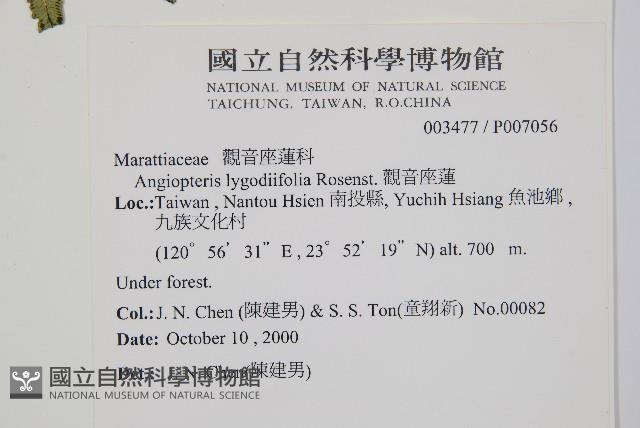 國立自然科學博物館
NATIONAL MUSEUM OF NATURAL SCIENCE
TAICHUNG, TAIWAN, R.O.CHINA
003477 / P007056
Marattiaceae 觀音座蓮科
Angiopteris lygodiifolia Rosenst. 觀音座蓮
Loc.:Taiwan , Nantou Hsien 南投縣, Yuchih Hsiang 魚池鄉 ,
九族文化村
(120° 56’ 31” E , 23° 52’ 19” N) alt. 700 m.
Under forest.
Col.: J. N. Chen (陳建男) & S. S. Ton(童翔新) No.00082
Date: October 10 , 2000
Det.: J. N. Chen(陳建男)
國立自然科學博物館
NATIONAL MUSEUM OF NATURAL SCIENCE